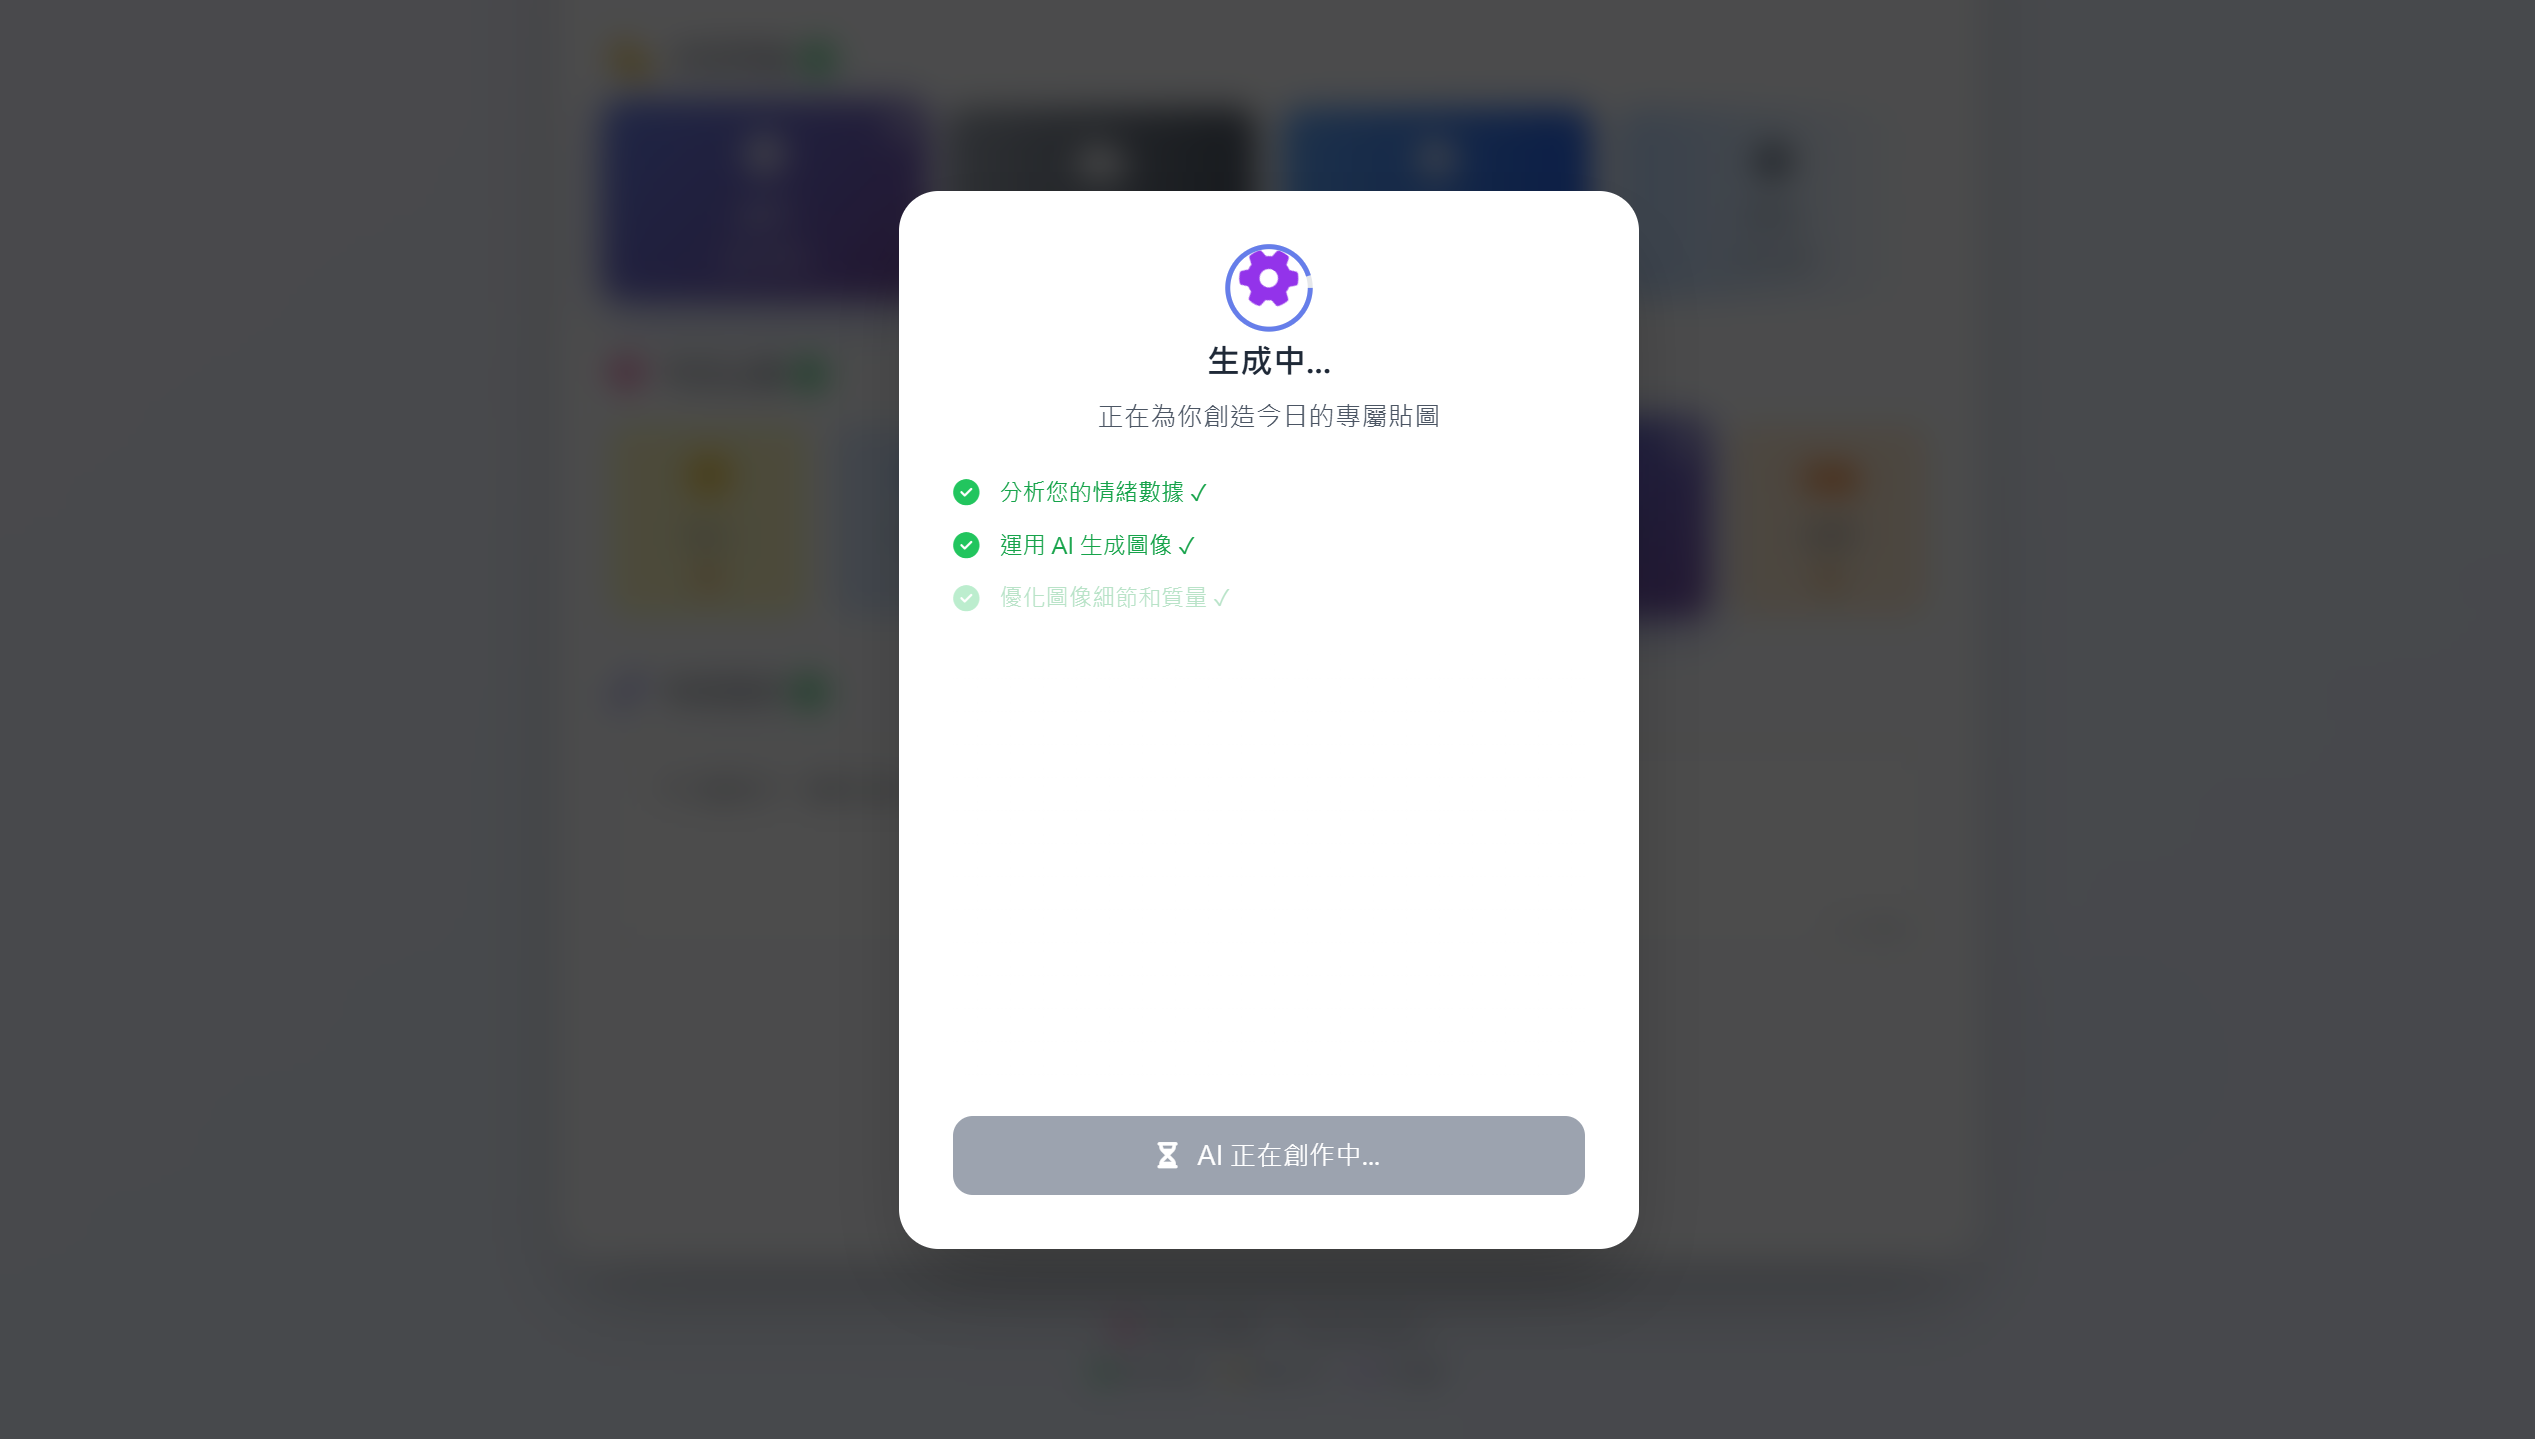 生成中...
正在為你創造今日的專屬貼圖
分析您的情緒數據 ✓
運用 AI 生成圖像 ✓
優化圖像細節和質量 ✓
AI 正在創作中...